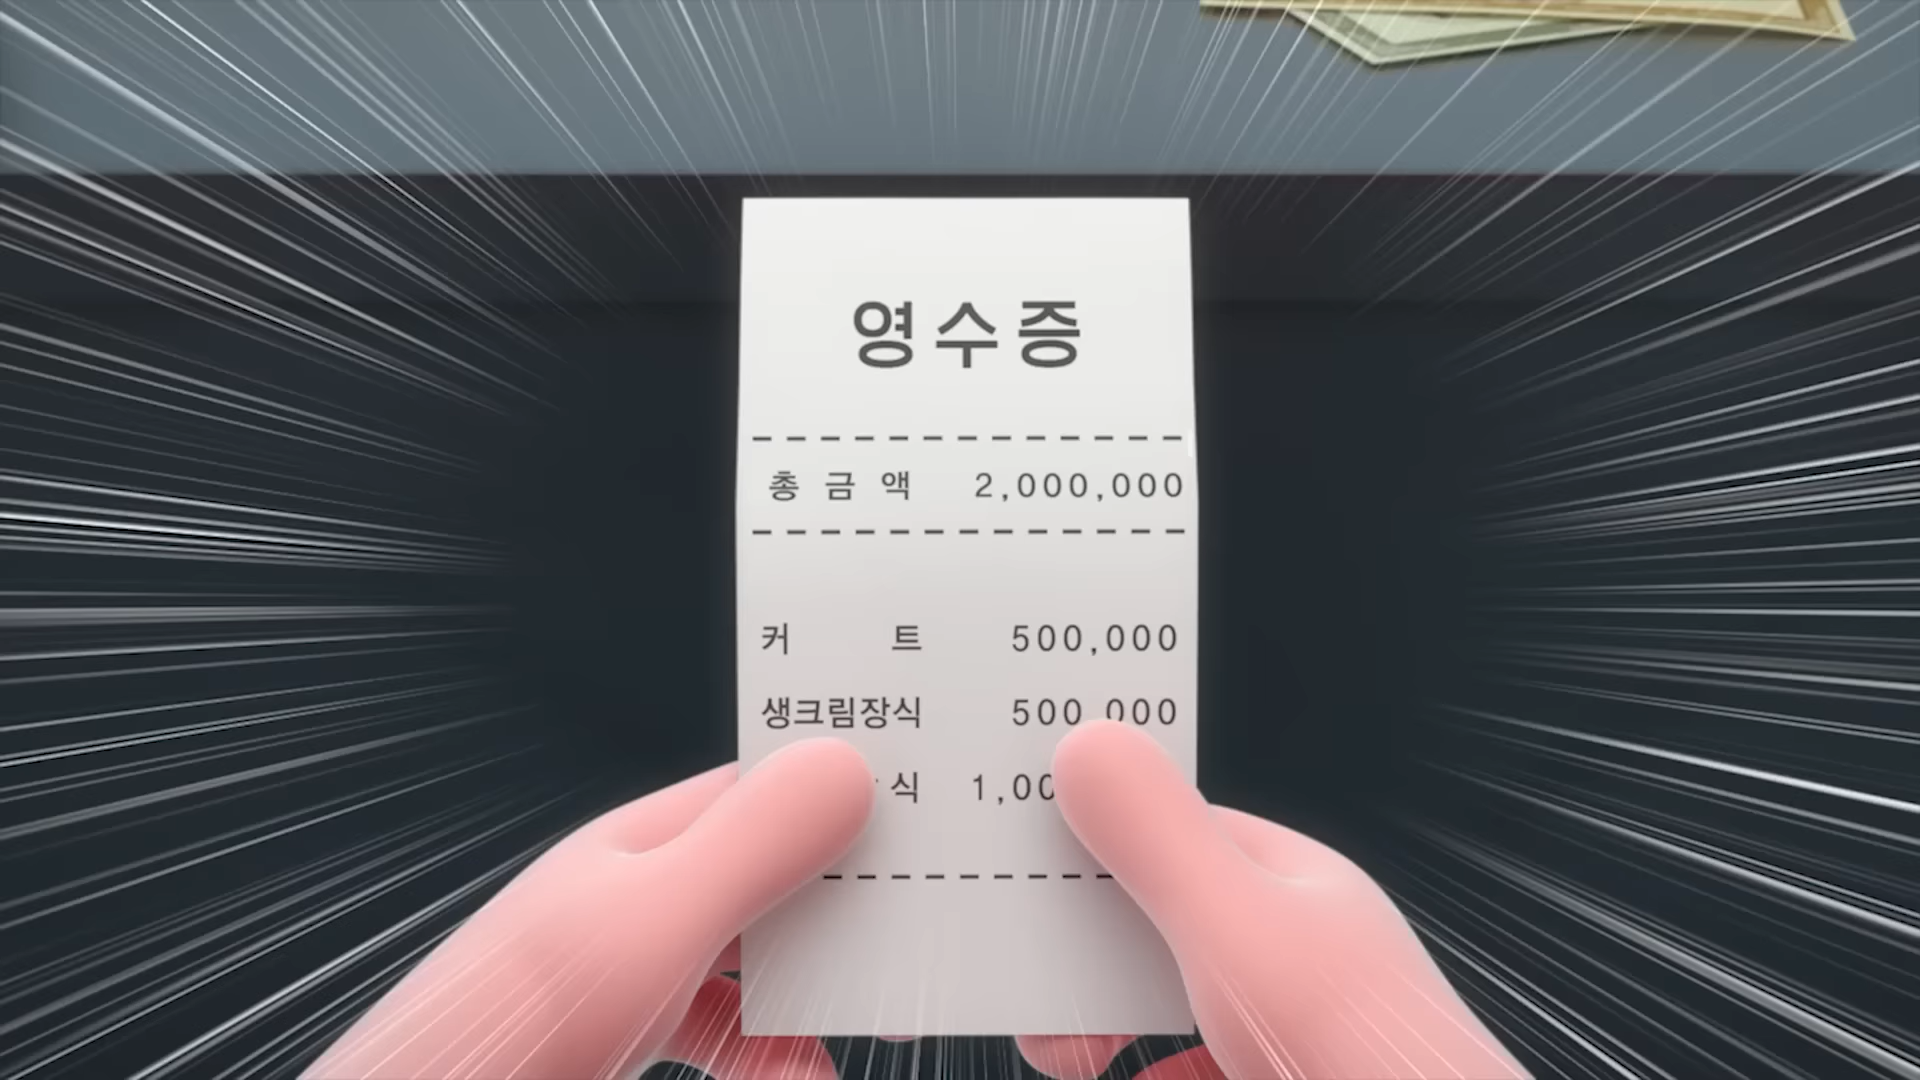 영수증
총 금 액 2,000,000
커 트 500,000
생크림장식 500,000
식 1,00